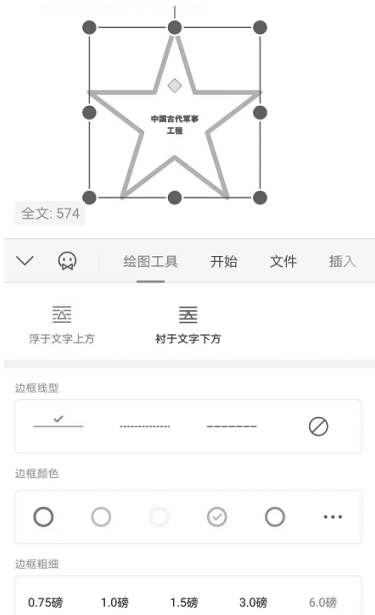 中国古代军事
工程
全文: 574
绘图工具 开始 文件 插入
浮于文字上方 衬于文字下方
边框线型
边框颜色
边框粗细
0.75磅 1.0磅 1.5磅 3.0磅 6.0磅